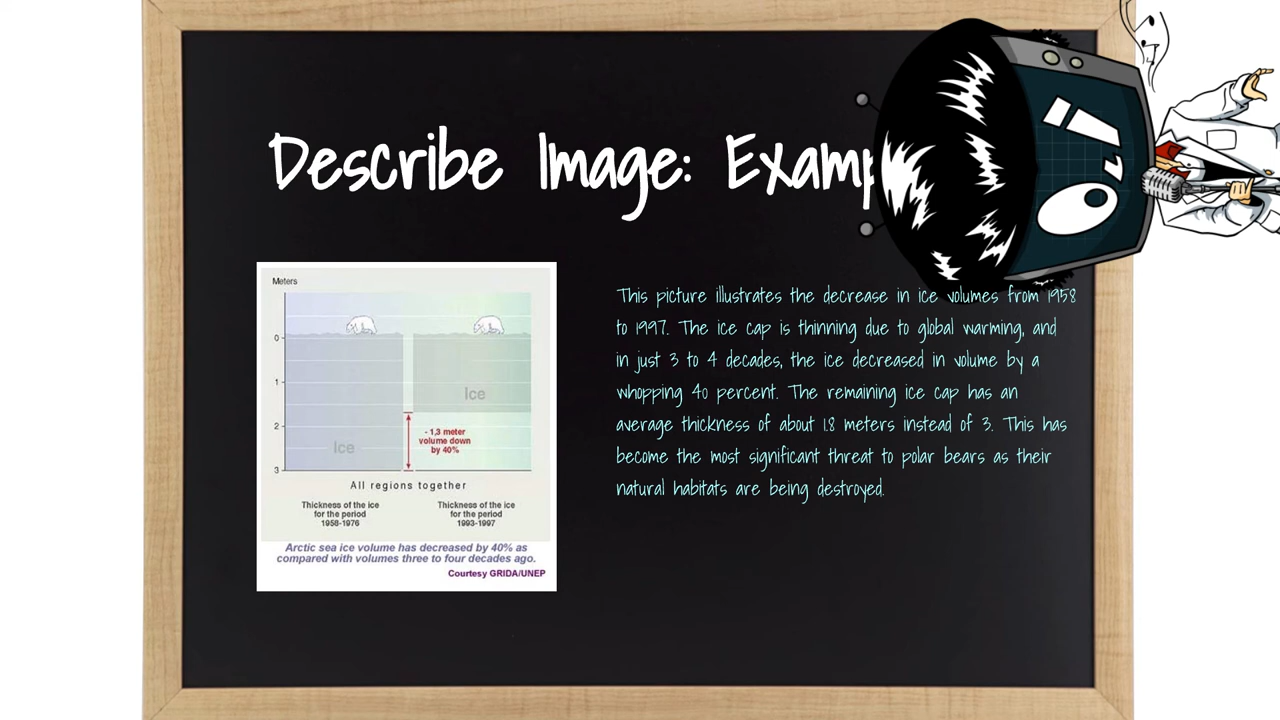 Describe Image:
Meters
0
1
2
3
Ice
Ice
- 1,3 meter
volume down
by 40%
All regions together
Thickness of the ice
for the period
1958-1976
Thickness of the ice
for the period
1993-1997
Arctic sea ice volume has decreased by 40% as
compared with volumes three to four decades ago.
Courtesy GRIDA/UNEP
This picture illustrates the decrease in ice volumes from 1958
to 1997. The ice cap is thinning due to global warming, and
in just 3 to 4 decades, the ice decreased in volume by a
whopping 40 percent. The remaining ice cap has an
average thickness of about 1.8 meters instead of 3. This has
become the most significant threat to polar bears as their
natural habitats are being destroyed.